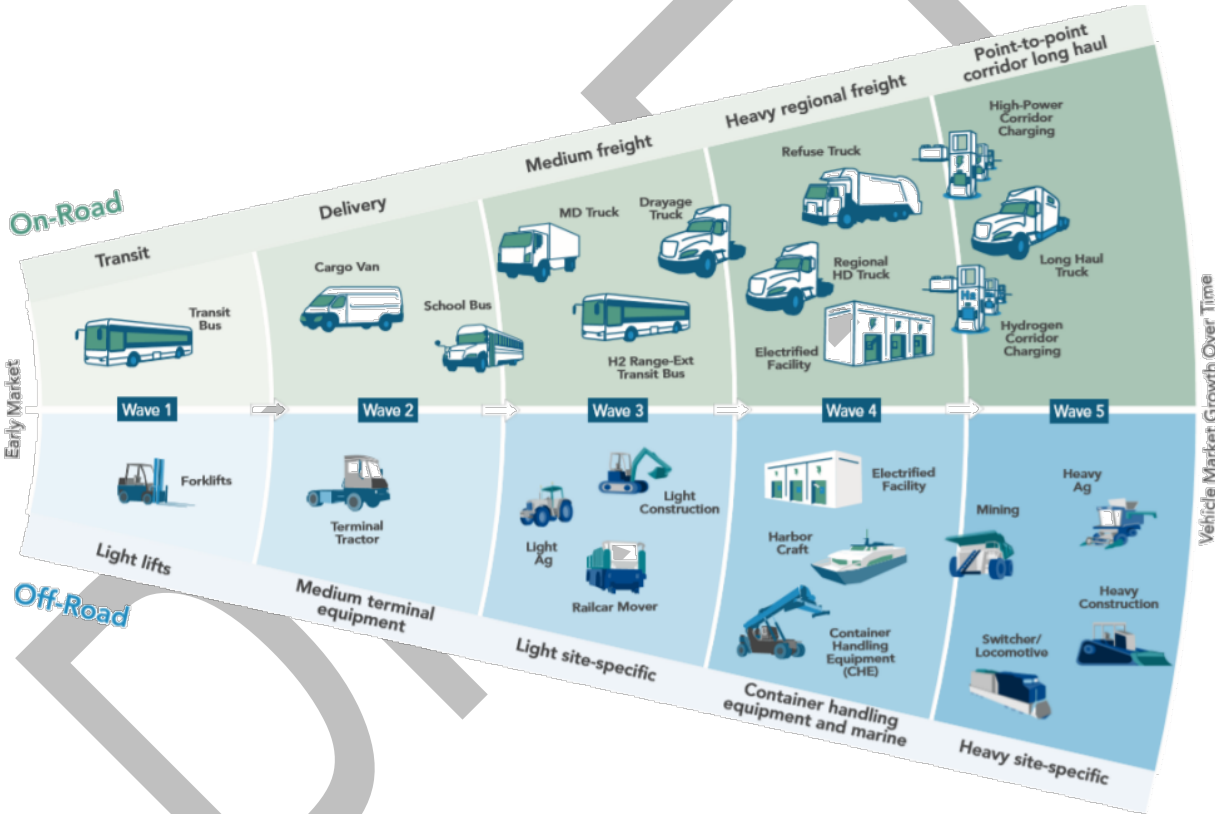 On-Road
Transit
Delivery
Medium freight
Heavy regional freight
Point-to-point
corridor long haul
Transit
Bus
Cargo Van
School Bus
MD Truck
Drayage
Truck
H2 Range-Ext
Transit Bus
Refuse Truck
Regional
HD Truck
Electrified
Facility
High-Power
Corridor
Charging
Long Haul
Truck
H2
Hydrogen
Corridor
Charging
Early Market
Wave 1
Wave 2
Wave 3
Wave 4
Wave 5
Vehicle Market Growth Over Time
Forklifts
Terminal
Tractor
Light
Ag
Light
Construction
Railcar Mover
Electrified
Facility
Harbor
Craft
Container
Handling
Equipment
(CHE)
Mining
Heavy
Ag
Heavy
Construction
Switcher/
Locomotive
Off-Road
Light lifts
Medium terminal
equipment
Light site-specific
Container handling
equipment and marine
Heavy site-specific